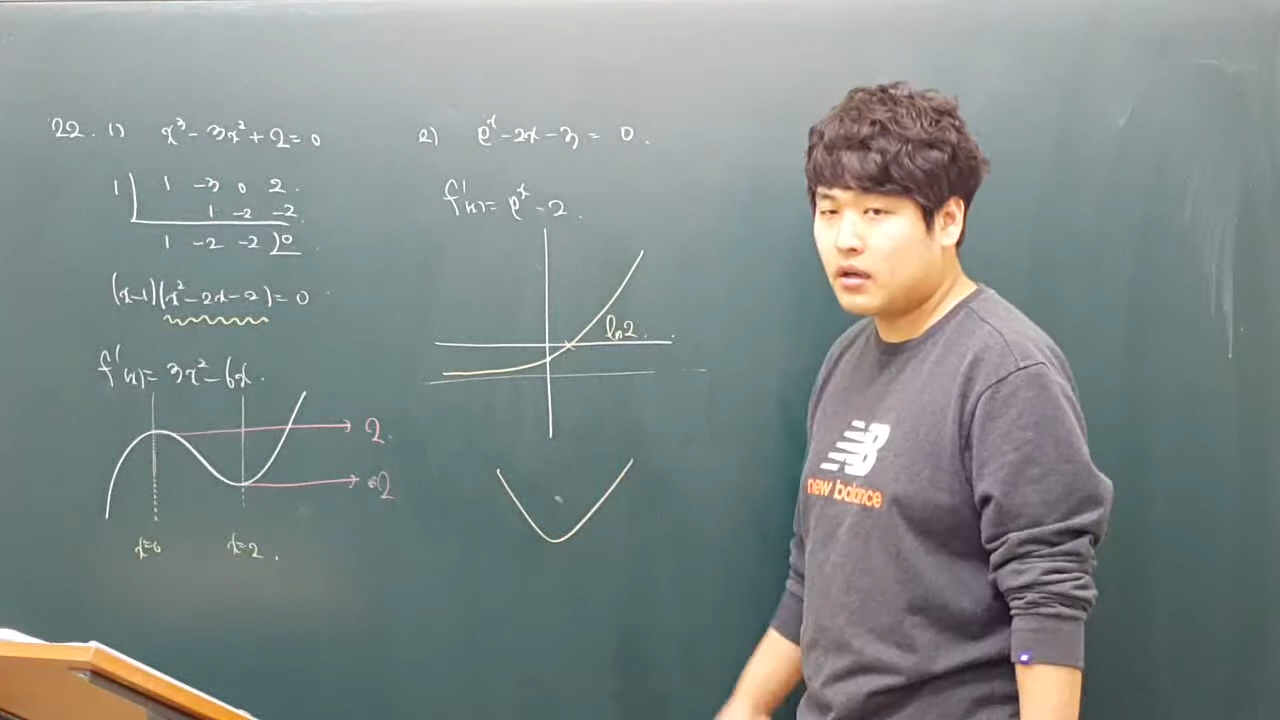 22. 1) x³-3x²+2=0
1 | 1 -3 0 2.
1 -2 -2
1 -2 -2 0
(x-1)(x²-2x-2)=0
f'(x)=3x²-6x.
2.
-2
x=0 x=2.
2) eˣ-2x-3=0.
f'(x)=eˣ-2.
ln2.
NB
new balance